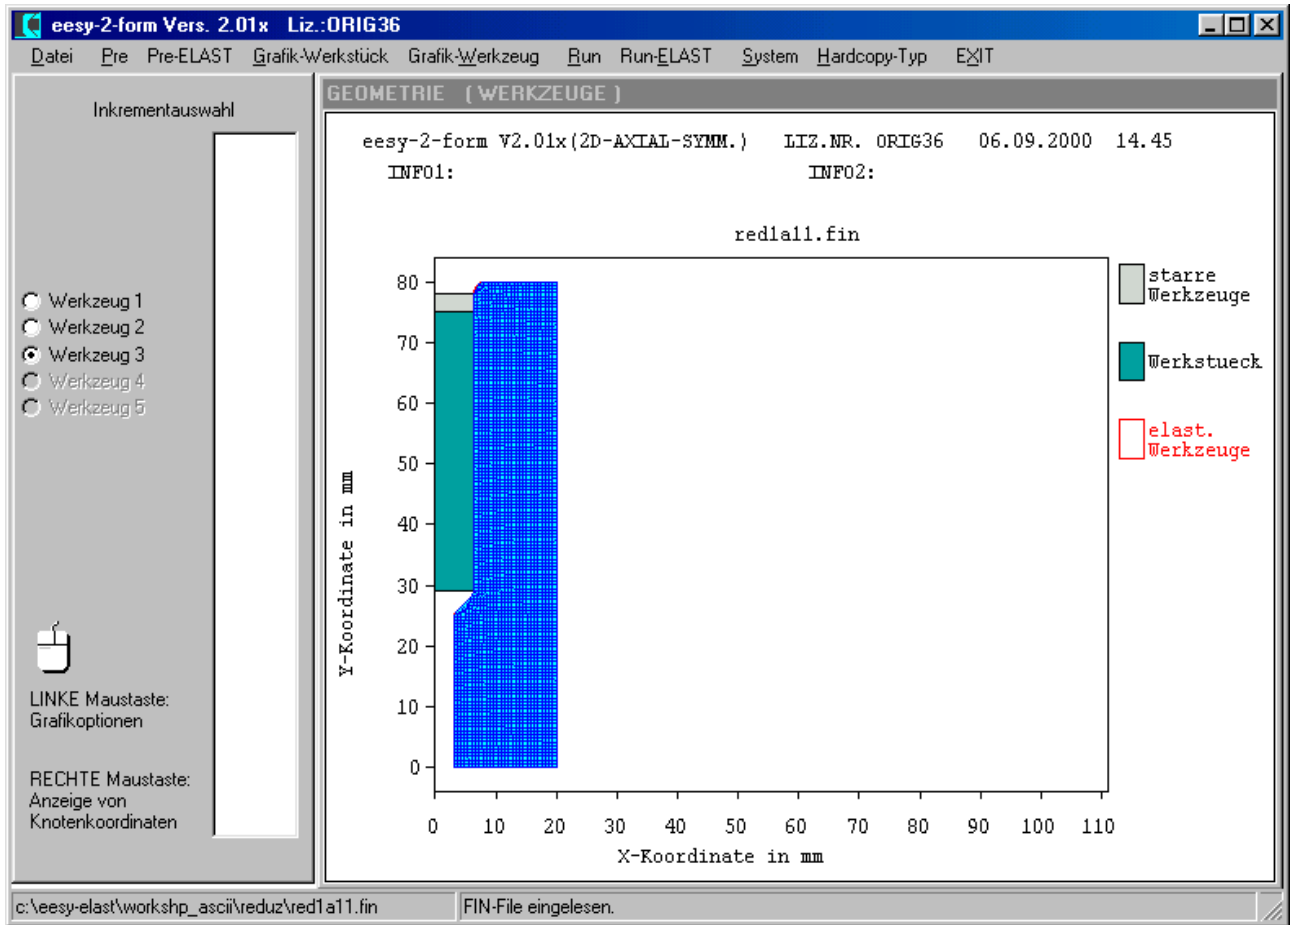 eesy-2-form Vers. 2.01x Liz.:ORIG36
Datei Pre Pre-ELAST Grafik-Werkstück Grafik-Werkzeug Run Run-ELAST System Hardcopy-Typ EXIT
Inkrementauswahl
Werkzeug 1
Werkzeug 2
Werkzeug 3
Werkzeug 4
Werkzeug 5
LINKE Maustaste:
Grafikoptionen
RECHTE Maustaste:
Anzeige von
Knotenkoordinaten
GEOMETRIE ( WERKZEUGE )
eesy-2-form V2.01x(2D-AXIAL-SYMM.) LIZ.NR. ORIG36 06.09.2000 14.45
INFO1: INFO2:
red1a11.fin
80
70
60
50
40
30
20
10
0
Y-Koordinate in mm
0 10 20 30 40 50 60 70 80 90 100 110
X-Koordinate in mm
starre
Werkzeuge
Werkstueck
elast.
Werkzeuge
c:\eesy-elast\workshp_ascii\reduz\red1a11.fin FIN-File eingelesen.